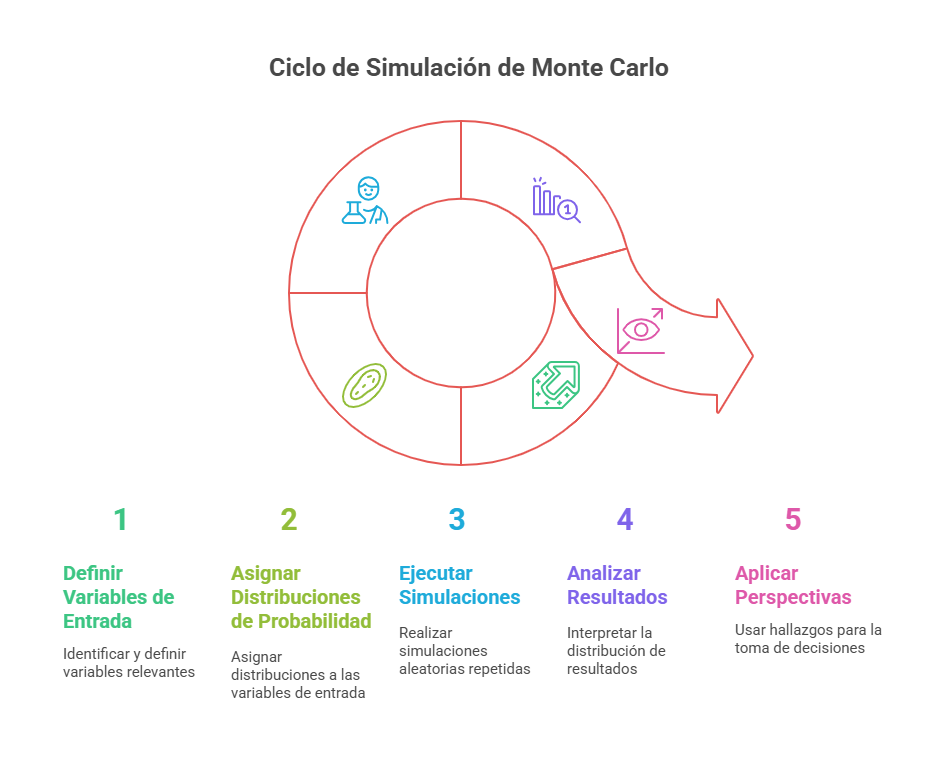 Ciclo de Simulación de Monte Carlo
1
1
Definir
Variables de
Entrada
Identificar y definir
variables relevantes
2
Asignar
Distribuciones
de Probabilidad
Asignar
distribuciones a las
variables de entrada
3
Ejecutar
Simulaciones
Realizar
simulaciones
aleatorias repetidas
4
Analizar
Resultados
Interpretar la
distribución de
resultados
5
Aplicar
Perspectivas
Usar hallazgos para la
toma de decisiones